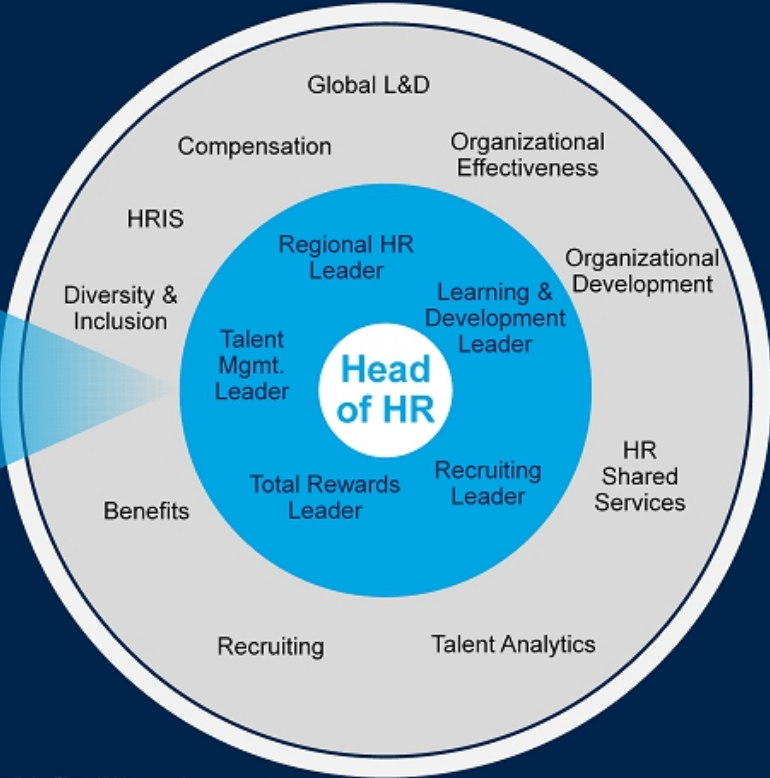 Global L&D
Compensation
Organizational
Effectiveness
HRIS
Organizational
Development
Diversity &
Inclusion
Regional HR
Leader
Learning &
Development
Leader
Talent
Mgmt.
Leader
Head
of HR
Total Rewards
Leader
Recruiting
Leader
HR
Shared
Services
Benefits
Recruiting
Talent Analytics